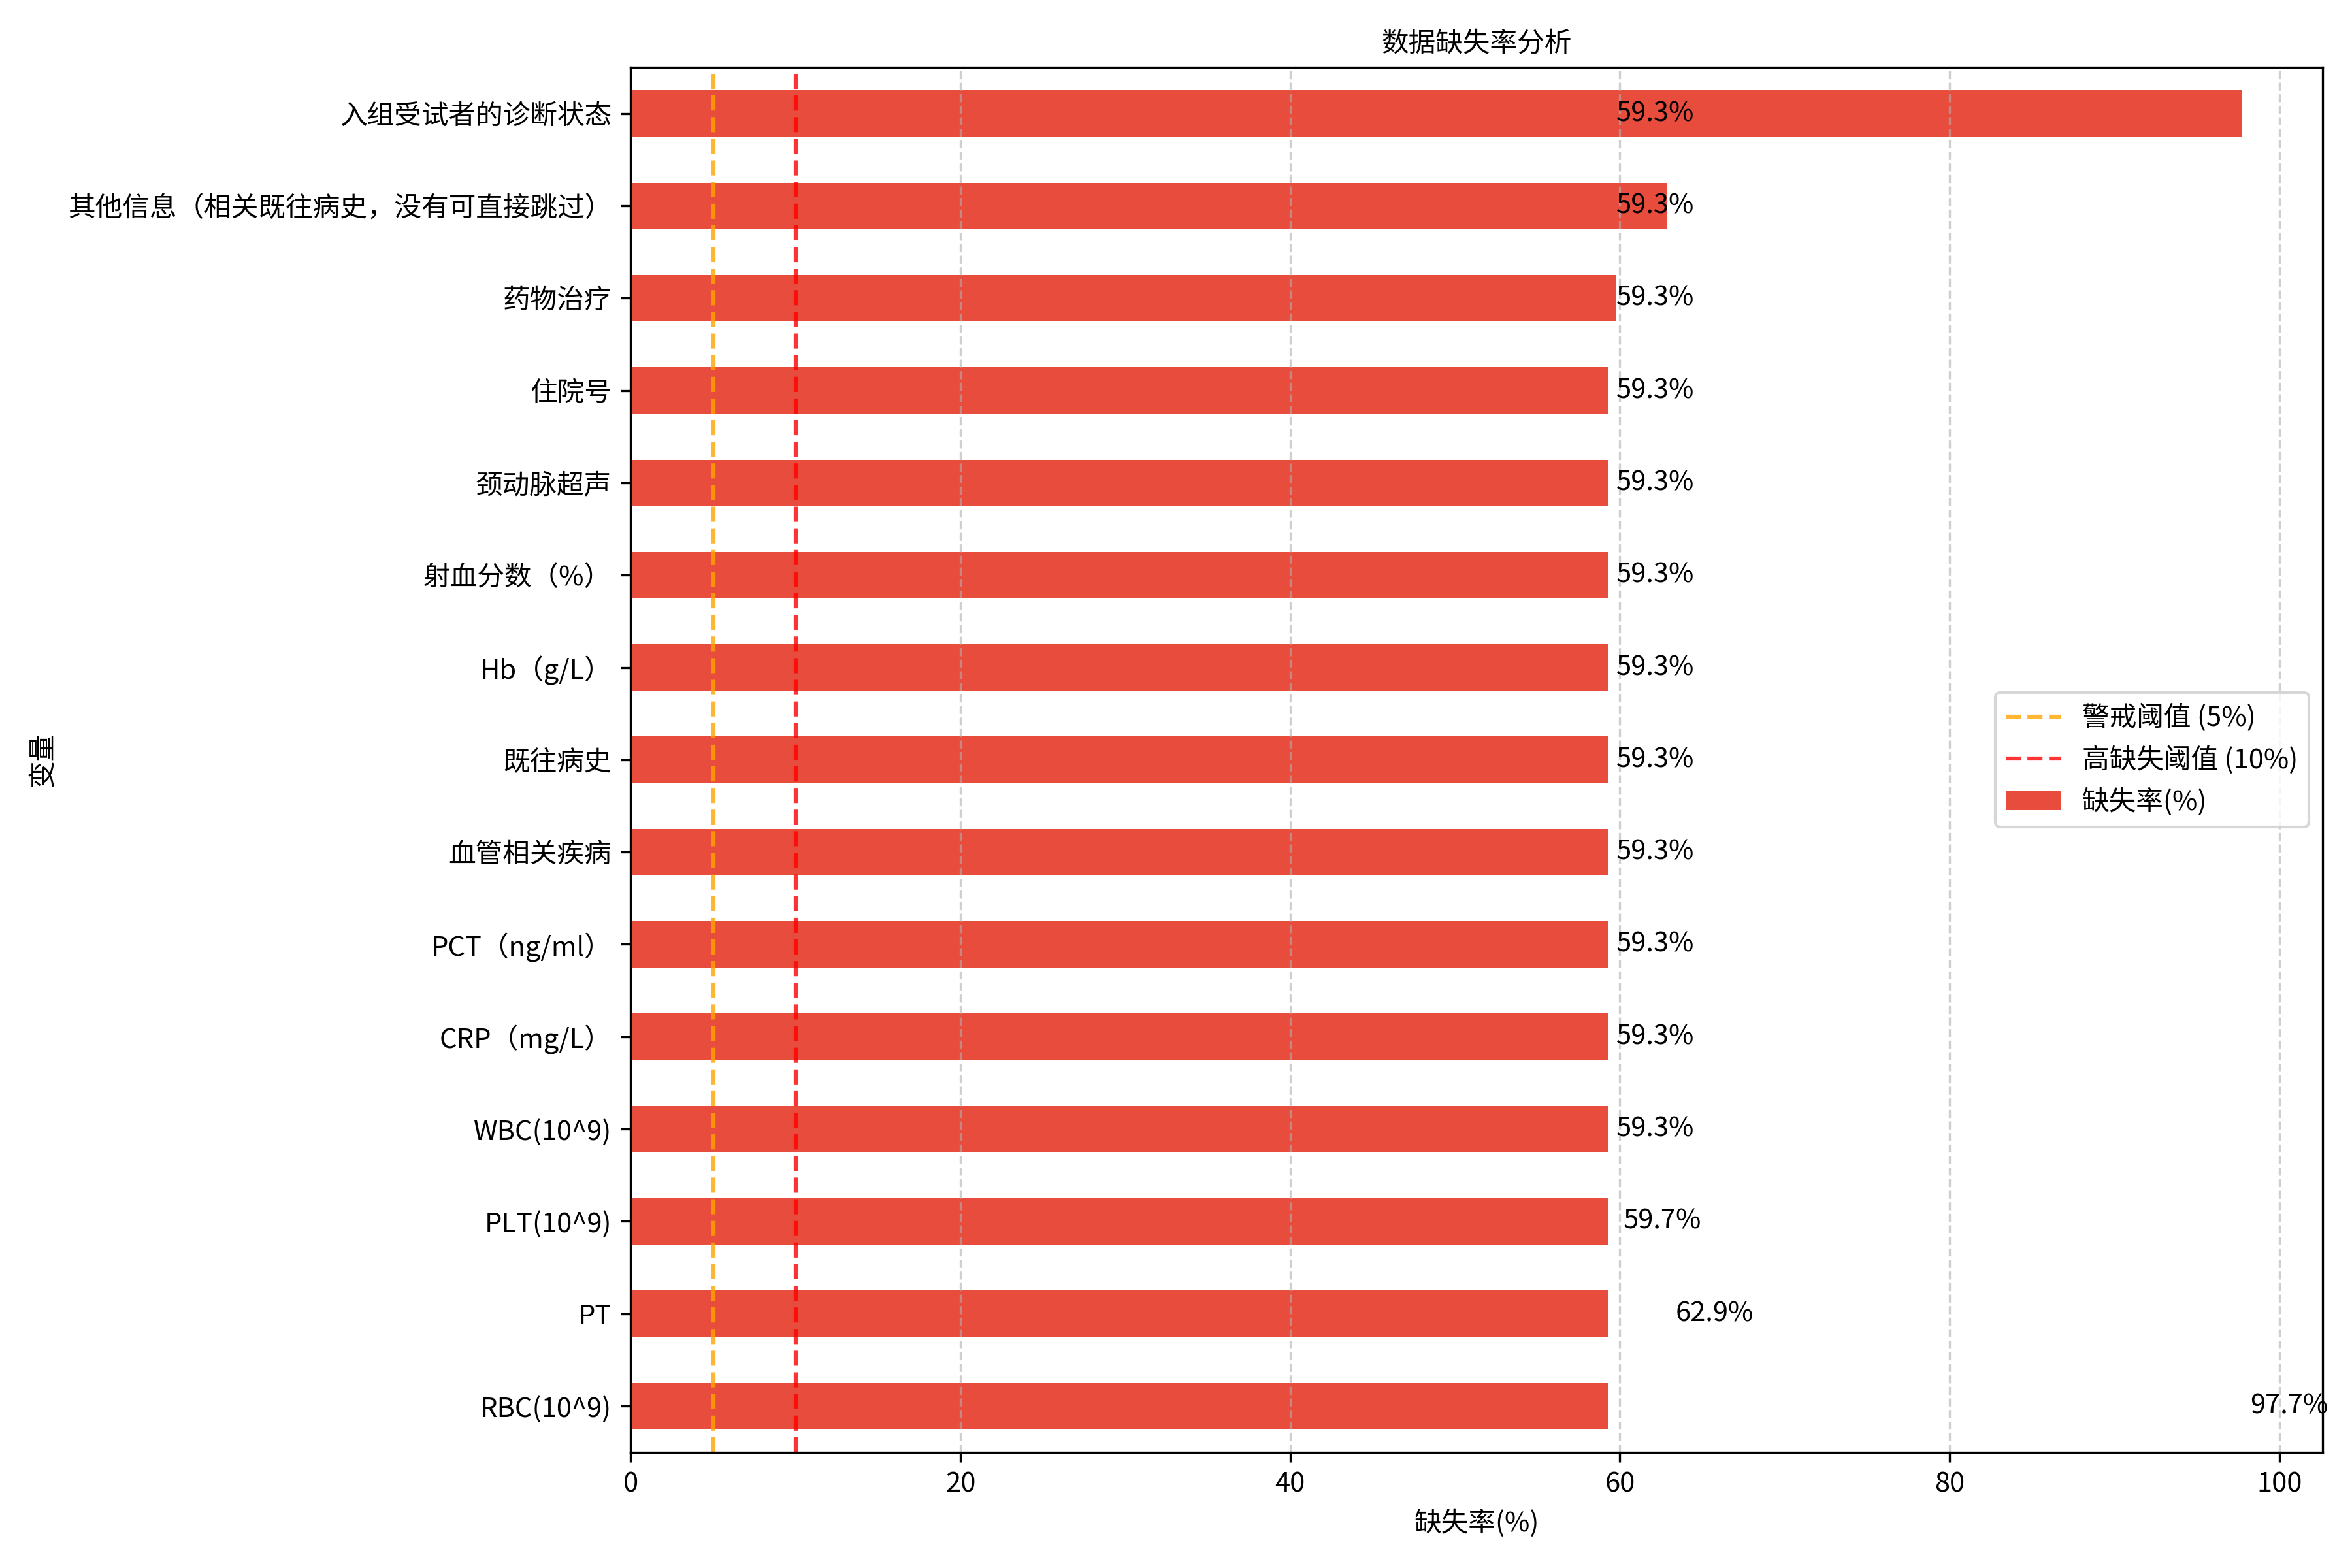 数据缺失率分析
入组受试者的诊断状态
59.3%
其他信息（相关既往病史，没有可直接跳过）
59.3%
药物治疗
59.3%
住院号
59.3%
颈动脉超声
59.3%
射血分数（%）
59.3%
Hb（g/L）
59.3%
既往病史
59.3%
血管相关疾病
59.3%
PCT（ng/ml）
59.3%
CRP（mg/L）
59.3%
WBC(10^9)
59.3%
PLT(10^9)
59.7%
PT
62.9%
RBC(10^9)
97.7%
变量
警戒阈值 (5%)
高缺失阈值 (10%)
缺失率(%)
0 20 40 60 80 100
缺失率(%)